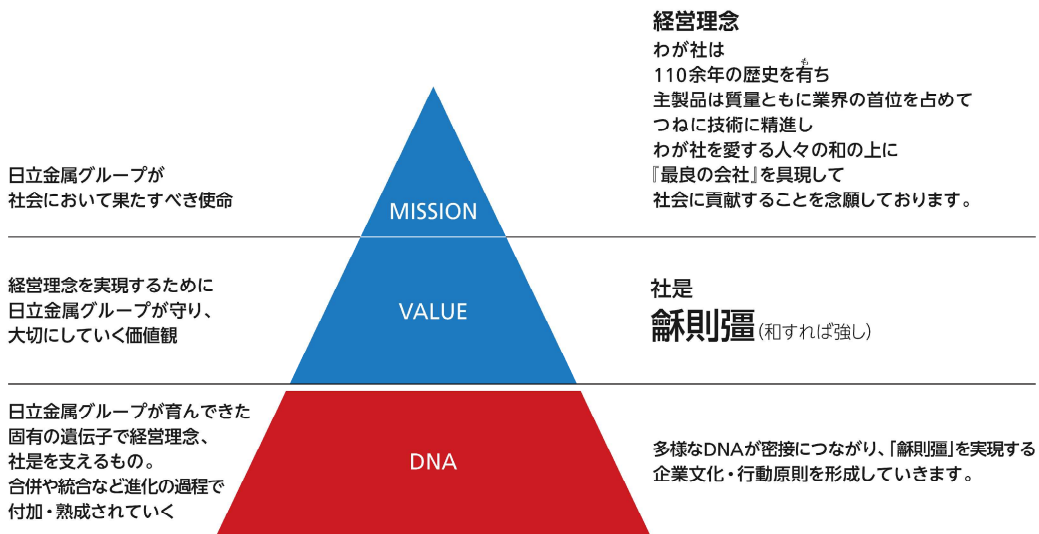 経営理念
わが社は
110余年の歴史を有ち
も
主製品は質量ともに業界の首位を占めて
つねに技術に精進し
わが社を愛する人々の和の上に
『最良の会社』を具現して
社会に貢献することを念願しております。
日立金属グループが
社会において果たすべき使命
MISSION
経営理念を実現するために
日立金属グループが守り、
大切にしていく価値観
VALUE
社是
龢則彊(和すれば強し)
日立金属グループが育んできた
固有の遺伝子で経営理念、
社是を支えるもの。
合併や統合など進化の過程で
付加・熟成されていく
DNA
多様なDNAが密接につながり、「龢則彊」を実現する
企業文化・行動原則を形成していきます。